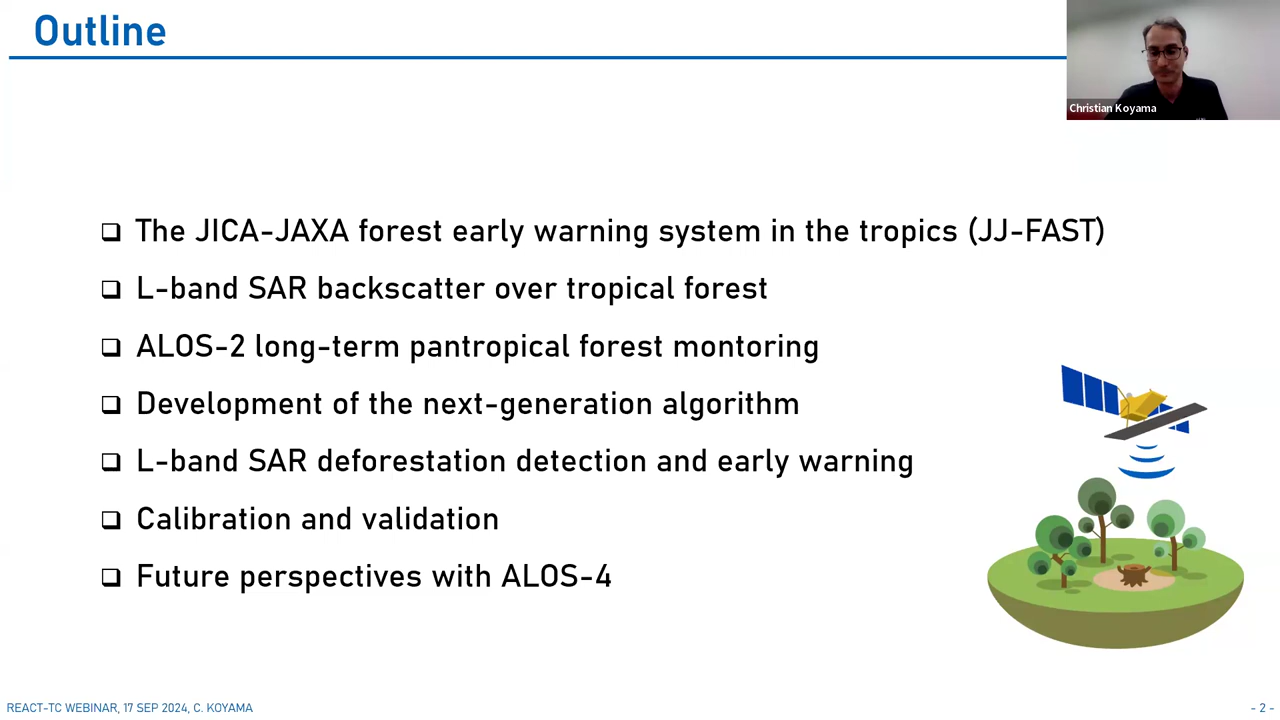 Outline
Christian Koyama
The JICA-JAXA forest early warning system in the tropics (JJ-FAST)
L-band SAR backscatter over tropical forest
ALOS-2 long-term pantropical forest montoring
Development of the next-generation algorithm
L-band SAR deforestation detection and early warning
Calibration and validation
Future perspectives with ALOS-4
REACT-TC WEBINAR, 17 SEP 2024, C. KOYAMA
- 2 -